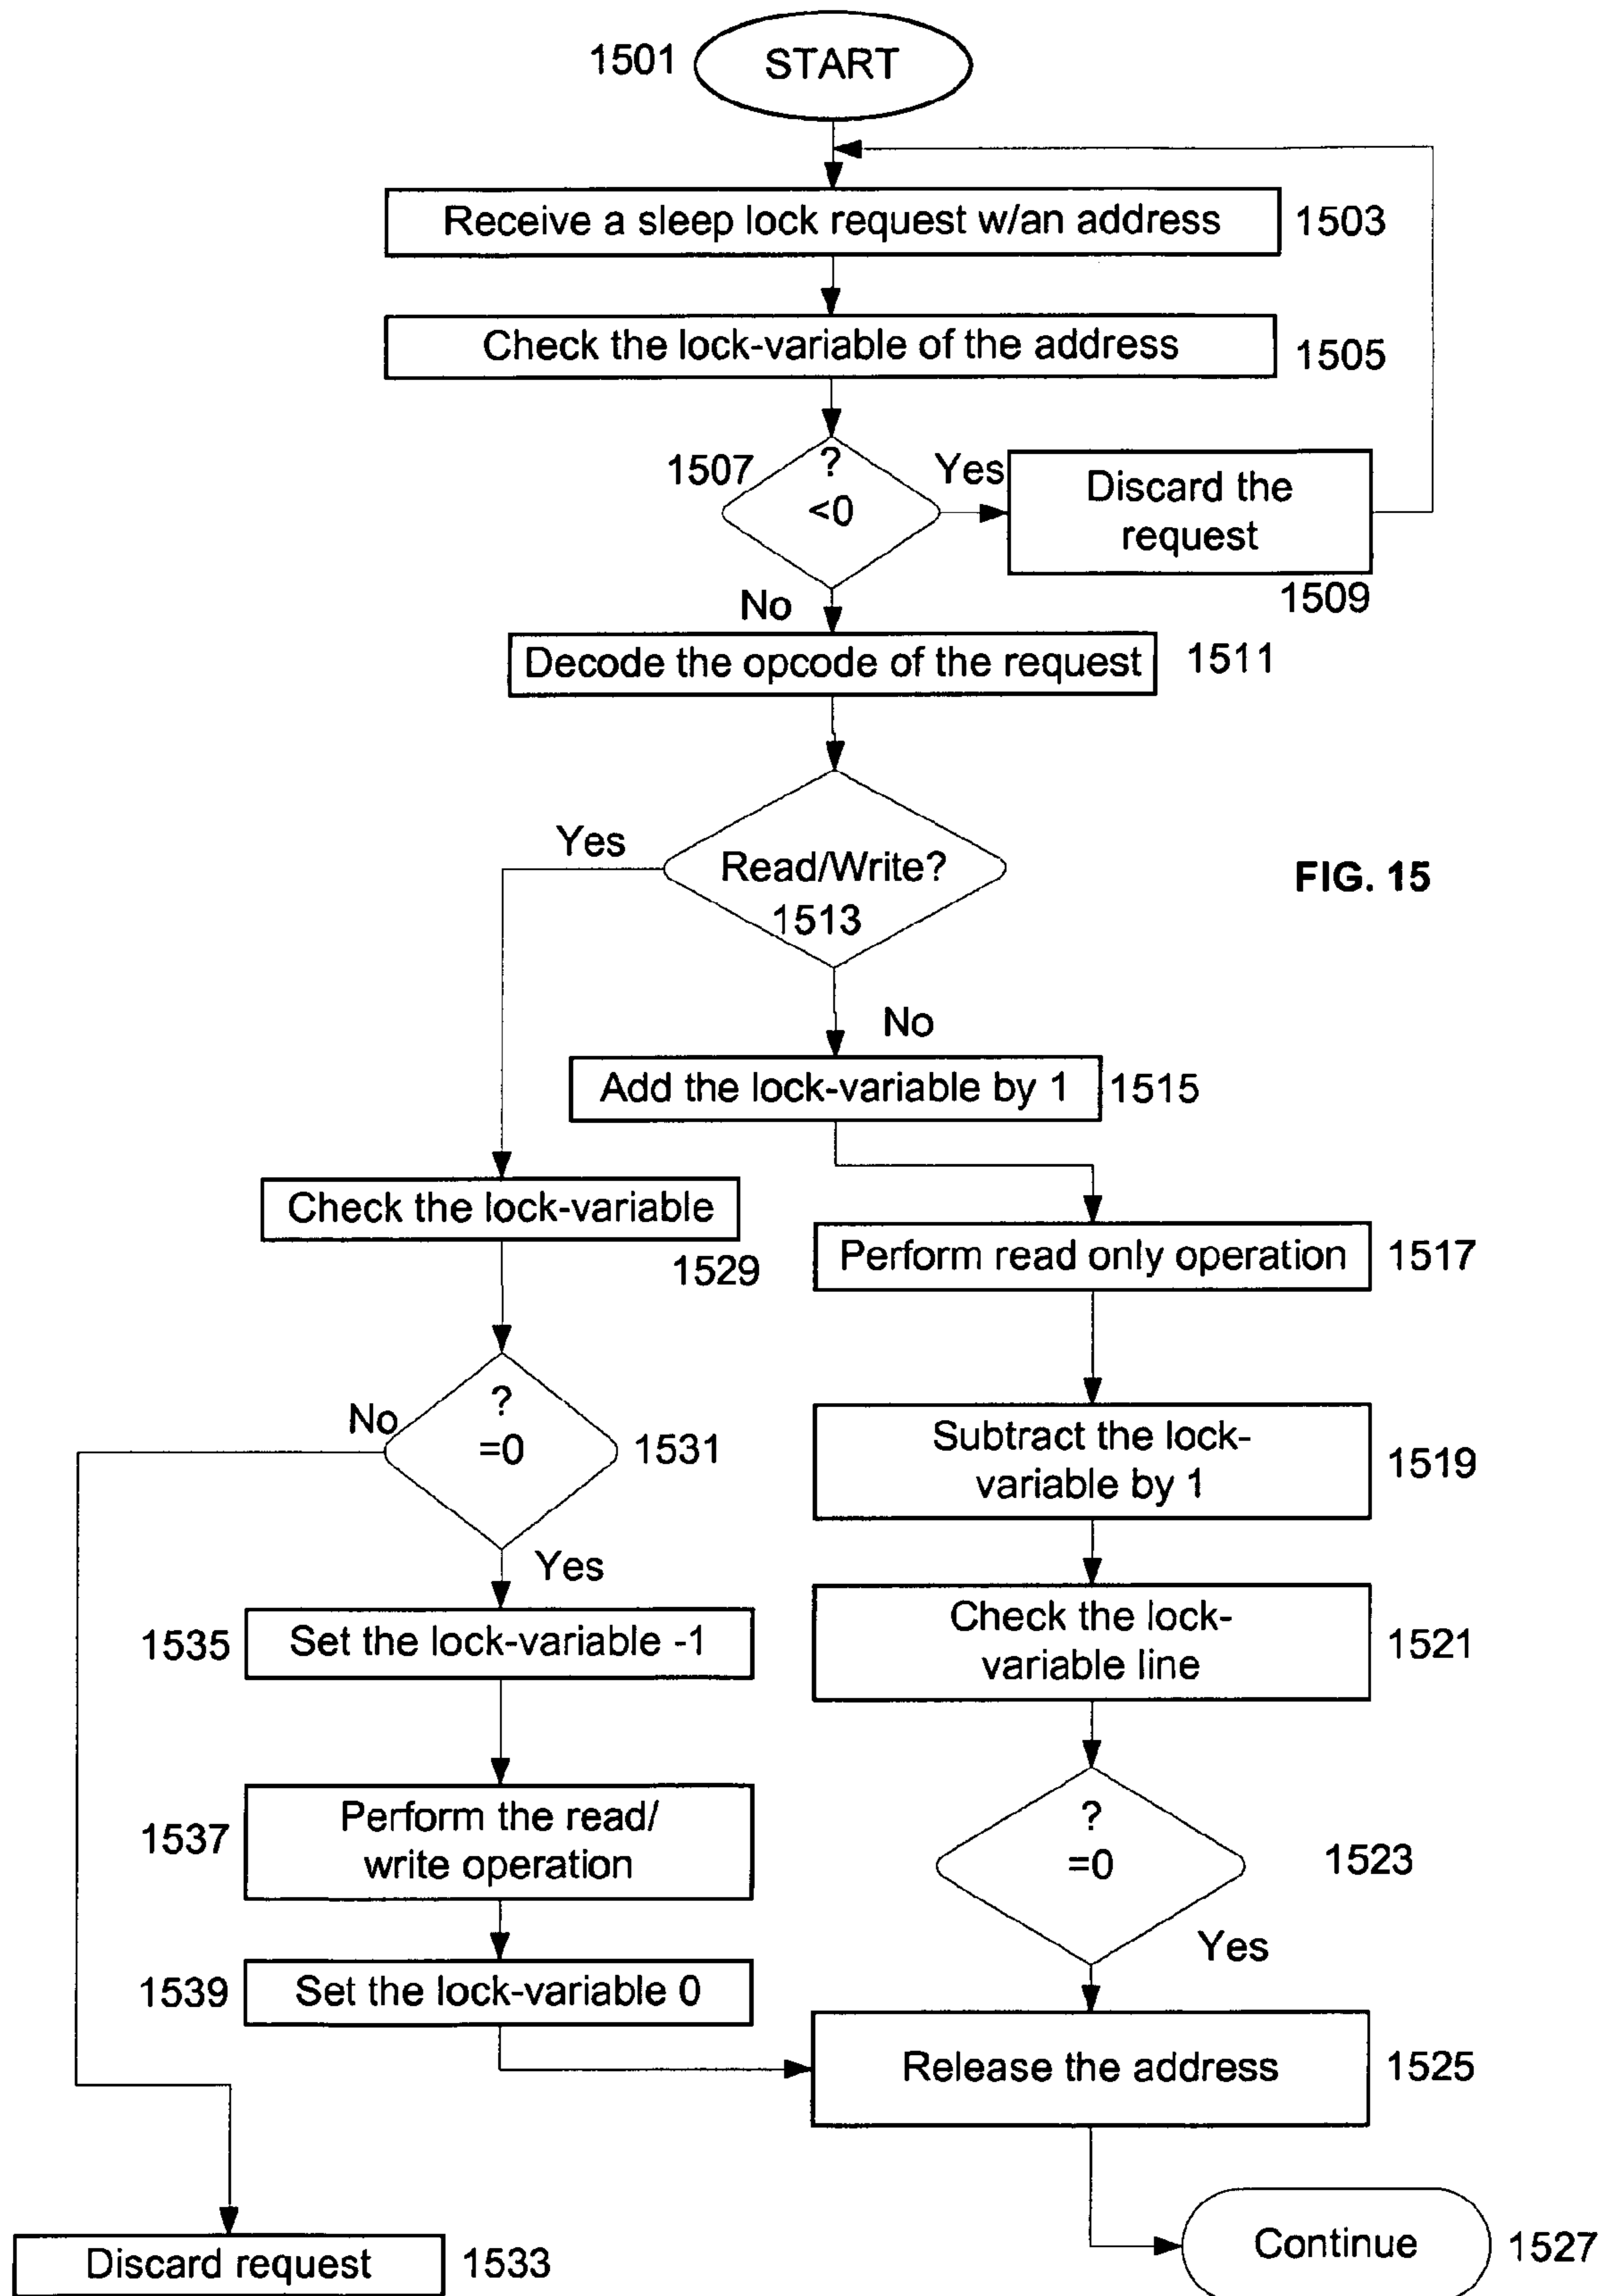 1501
START
Receive a sleep lock request w/an address
1503
Check the lock-variable of the address
1505
1507
?
<0
Yes
Discard the
request
1509
No
Decode the opcode of the request
1511
Yes
Read/Write?
1513
FIG. 15
No
Add the lock-variable by 1
1515
Check the lock-variable
1529
Perform read only operation
1517
No
?
=0
1531
Subtract the lock-
variable by 1
1519
Yes
Set the lock-variable -1
1535
Check the lock-
variable line
1521
Perform the read/
write operation
1537
?
=0
1523
Yes
1539
Set the lock-variable 0
Release the address
1525
Discard request
1533
Continue
1527